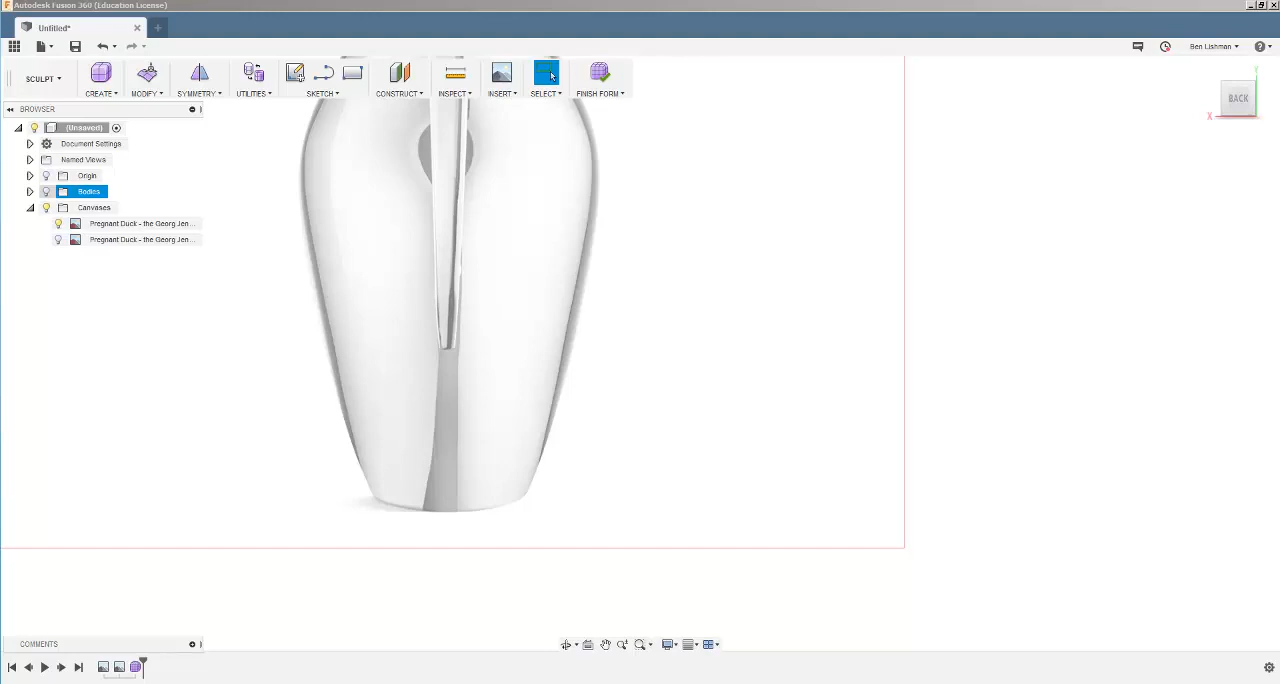 Autodesk Fusion 360 (Education License)
Untitled*
Ben Lishman
SCULPT
CREATE
MODIFY
SYMMETRY
UTILITIES
SKETCH
CONSTRUCT
INSPECT
INSERT
SELECT
FINISH FORM
BROWSER
(Unsaved)
Document Settings
Named Views
Origin
Bodies
Canvases
Pregnant Duck - the Georg Jen...
Pregnant Duck - the Georg Jen...
Y
BACK
X
COMMENTS